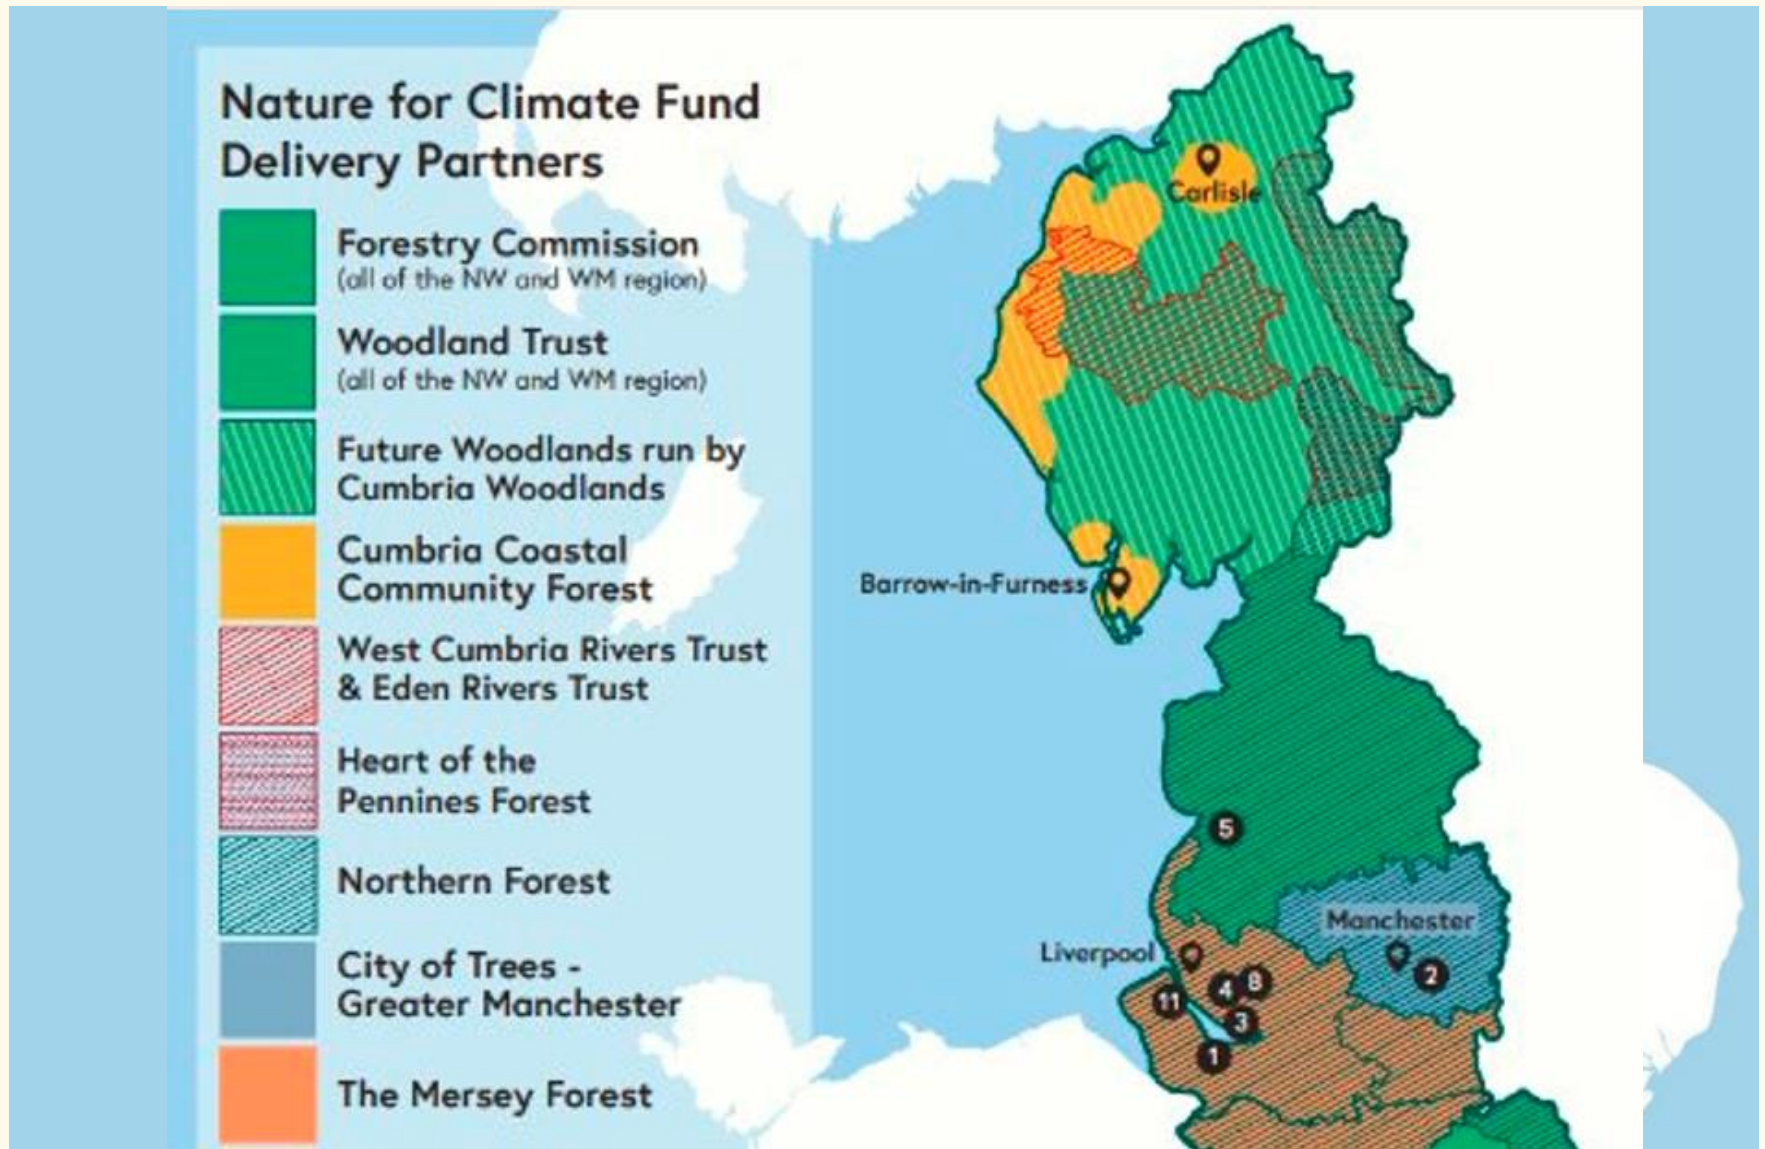 Nature for Climate Fund
Delivery Partners
Forestry Commission
(all of the NW and WM region)
Woodland Trust
(all of the NW and WM region)
Future Woodlands run by
Cumbria Woodlands
Cumbria Coastal
Community Forest
West Cumbria Rivers Trust
& Eden Rivers Trust
Heart of the
Pennines Forest
Northern Forest
City of Trees -
Greater Manchester
The Mersey Forest
Carlisle
Barrow-in-Furness
5
Manchester
Liverpool
2
4
8
11
3
1